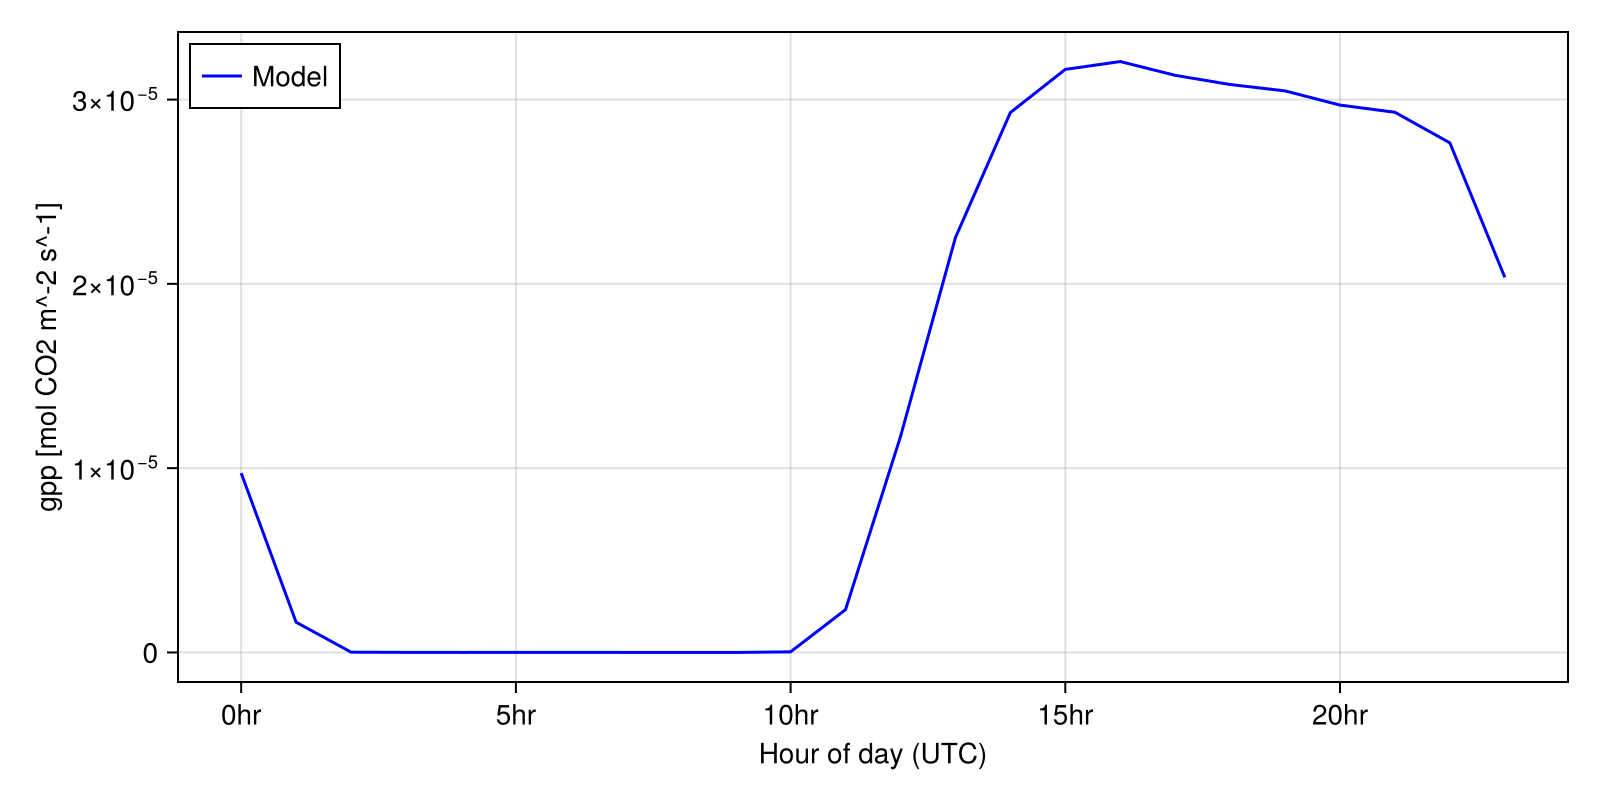 Model
3×10⁻⁵
2×10⁻⁵
1×10⁻⁵
0
gpp [mol CO2 m^-2 s^-1]
0hr 5hr 10hr 15hr 20hr
Hour of day (UTC)